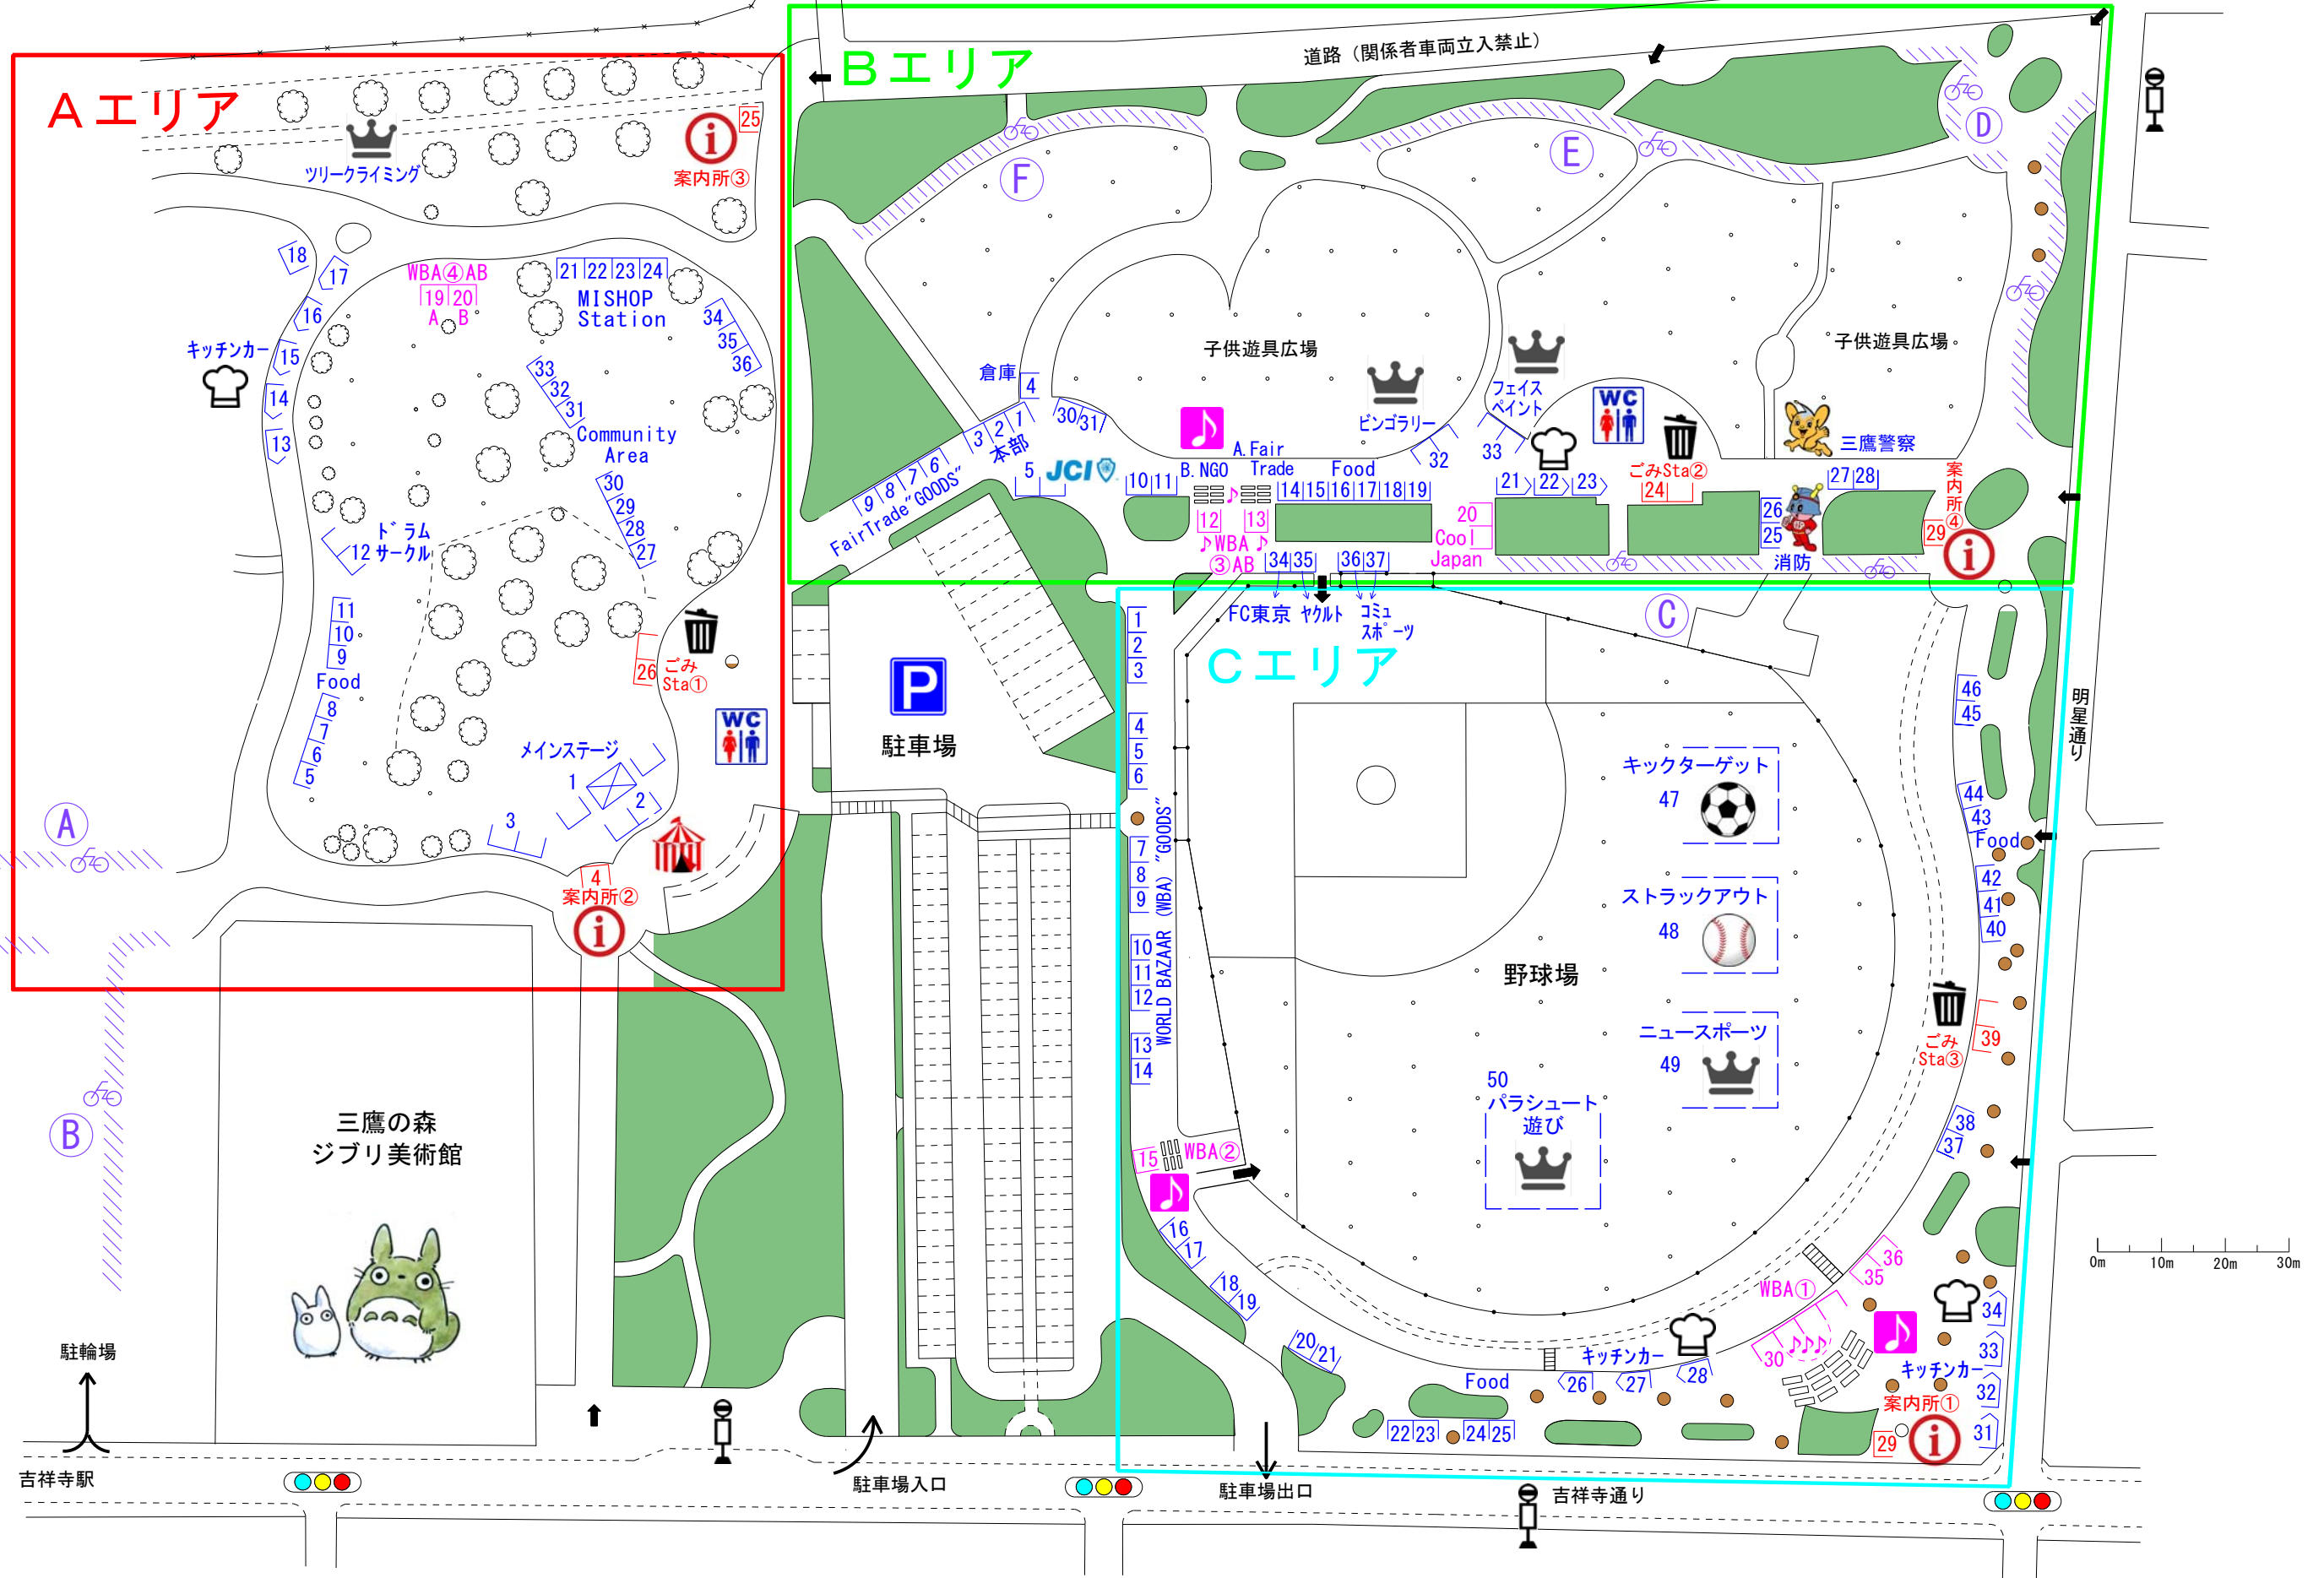 Aエリア
25
ツリークライミング
案内所③
18
17
WBA④AB
19 20
A B
21 22 23 24
MISHOP
Station
16
34
35
36
キッチンカー
15
14
13
33
32
31
Community
Area
30
29
28
27
ドラム
サークル
12
11
10
9
Food
8
7
6
5
26
ごみ
Sta①
WC
メインステージ
1
2
3
4
案内所②
Ⓐ
Ⓑ
Bエリア
道路（関係者車両立入禁止）
Ⓓ
Ⓔ
Ⓕ
子供遊具広場
子供遊具広場
倉庫
4
3 2 1
本部
5
JCI
9 8 7 6
FairTrade"GOODS"
30 31
ビンゴラリー
32
フェイス
ペイント
33
WC
10 11
B.NGO
A.Fair
Trade
Food
12 13
♪WBA♪
③AB
14 15 16 17 18 19
20
Cool
Japan
21 22 23
ごみSta②
24
三鷹警察
26
25
消防
27 28
案内所④
29
34 35
36 37
FC東京
ヤクルト
コミュ
スポーツ
Ⓒ
Cエリア
1
2
3
4
5
6
7
8
9
10
11
12
13
14
WORLD BAZAAR (WBA) "GOODS"
15
WBA②
16
17
18
19
20
21
22 23
24 25
Food
26
27
28
キッチンカー
WBA①
30
♪♪♪
35
36
29
案内所①
キッチンカー
31
32
33
34
37
38
39
ごみ
Sta③
40
41
42
Food
43
44
45
46
キックターゲット
47
ストラックアウト
48
ニュースポーツ
49
50
パラシュート
遊び
野球場
明星通り
P
駐車場
三鷹の森
ジブリ美術館
駐輪場
吉祥寺駅
駐車場入口
駐車場出口
吉祥寺通り
0m 10m 20m 30m